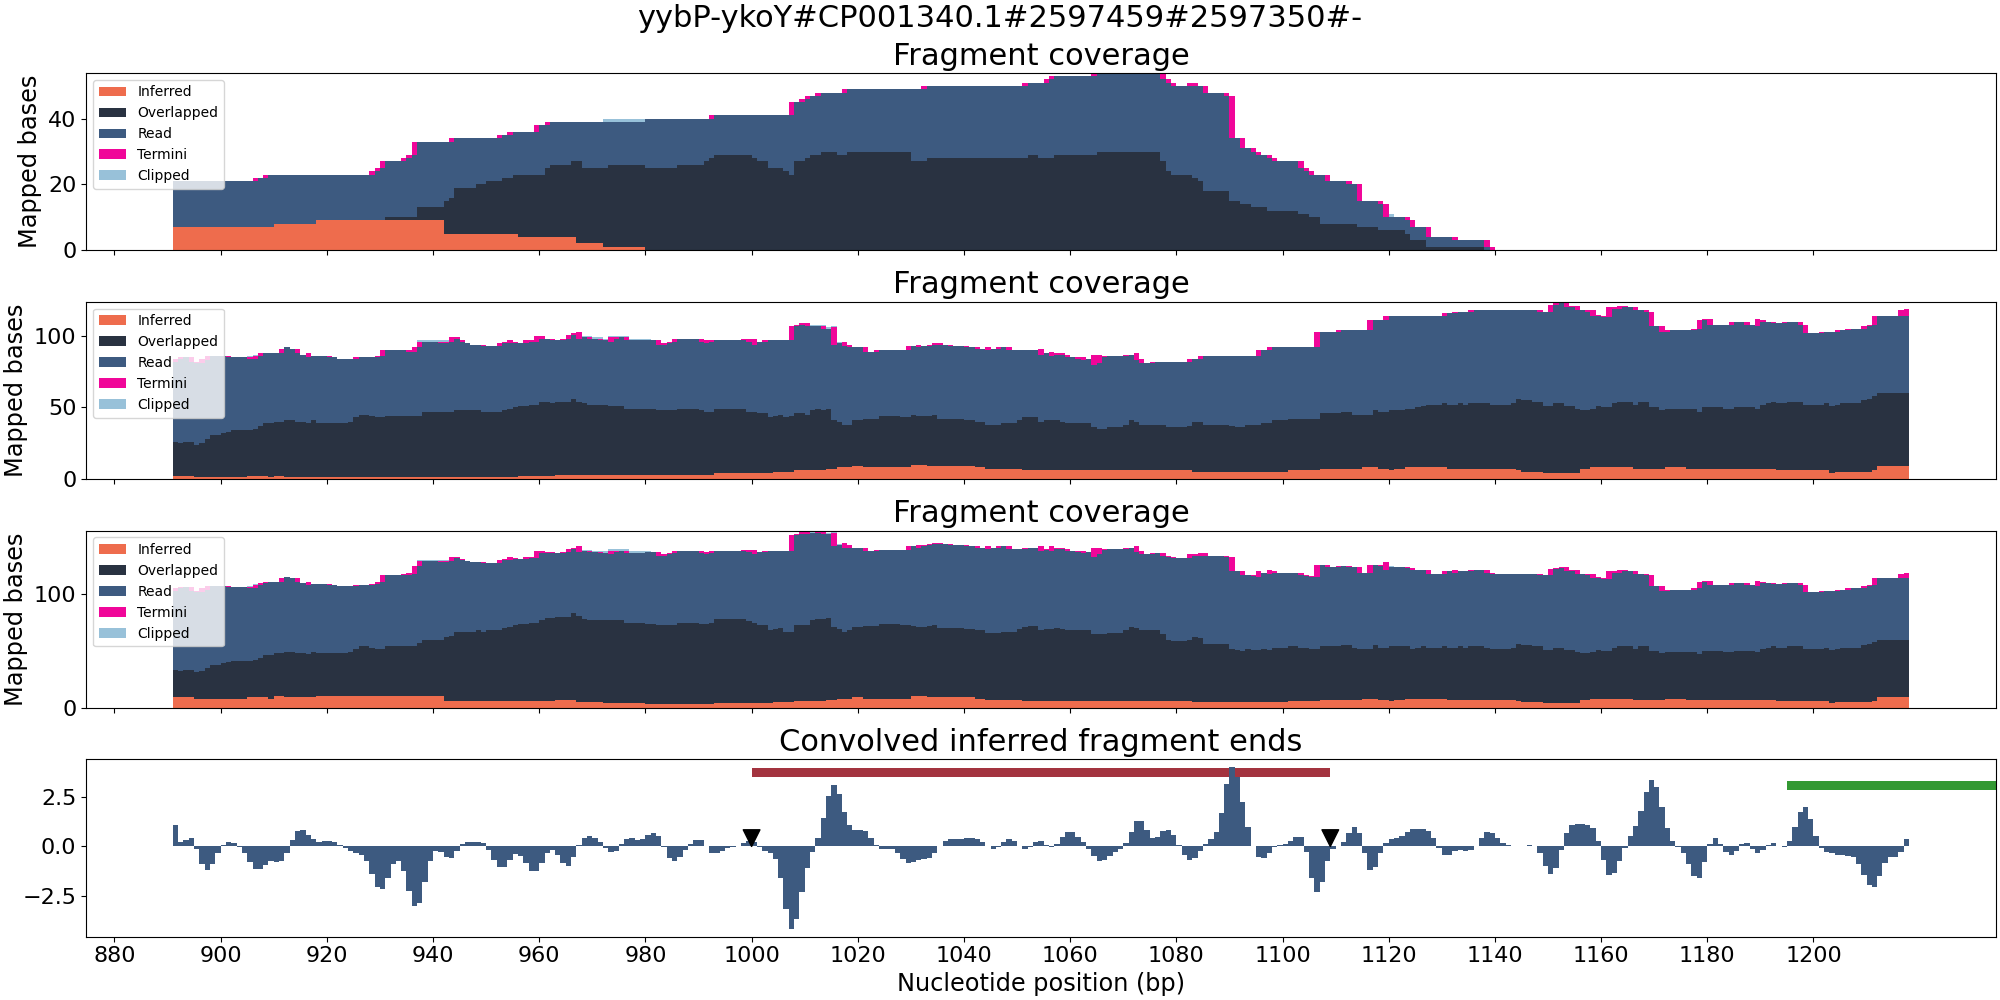 yybP-ykoY#CP001340.1#2597459#2597350#-
Fragment coverage
Mapped bases
40
20
0
Inferred
Overlapped
Read
Termini
Clipped
Fragment coverage
Mapped bases
100
50
0
Inferred
Overlapped
Read
Termini
Clipped
Fragment coverage
Mapped bases
100
0
Inferred
Overlapped
Read
Termini
Clipped
Convolved inferred fragment ends
2.5
0.0
−2.5
880 900 920 940 960 980 1000 1020 1040 1060 1080 1100 1120 1140 1160 1180 1200
Nucleotide position (bp)